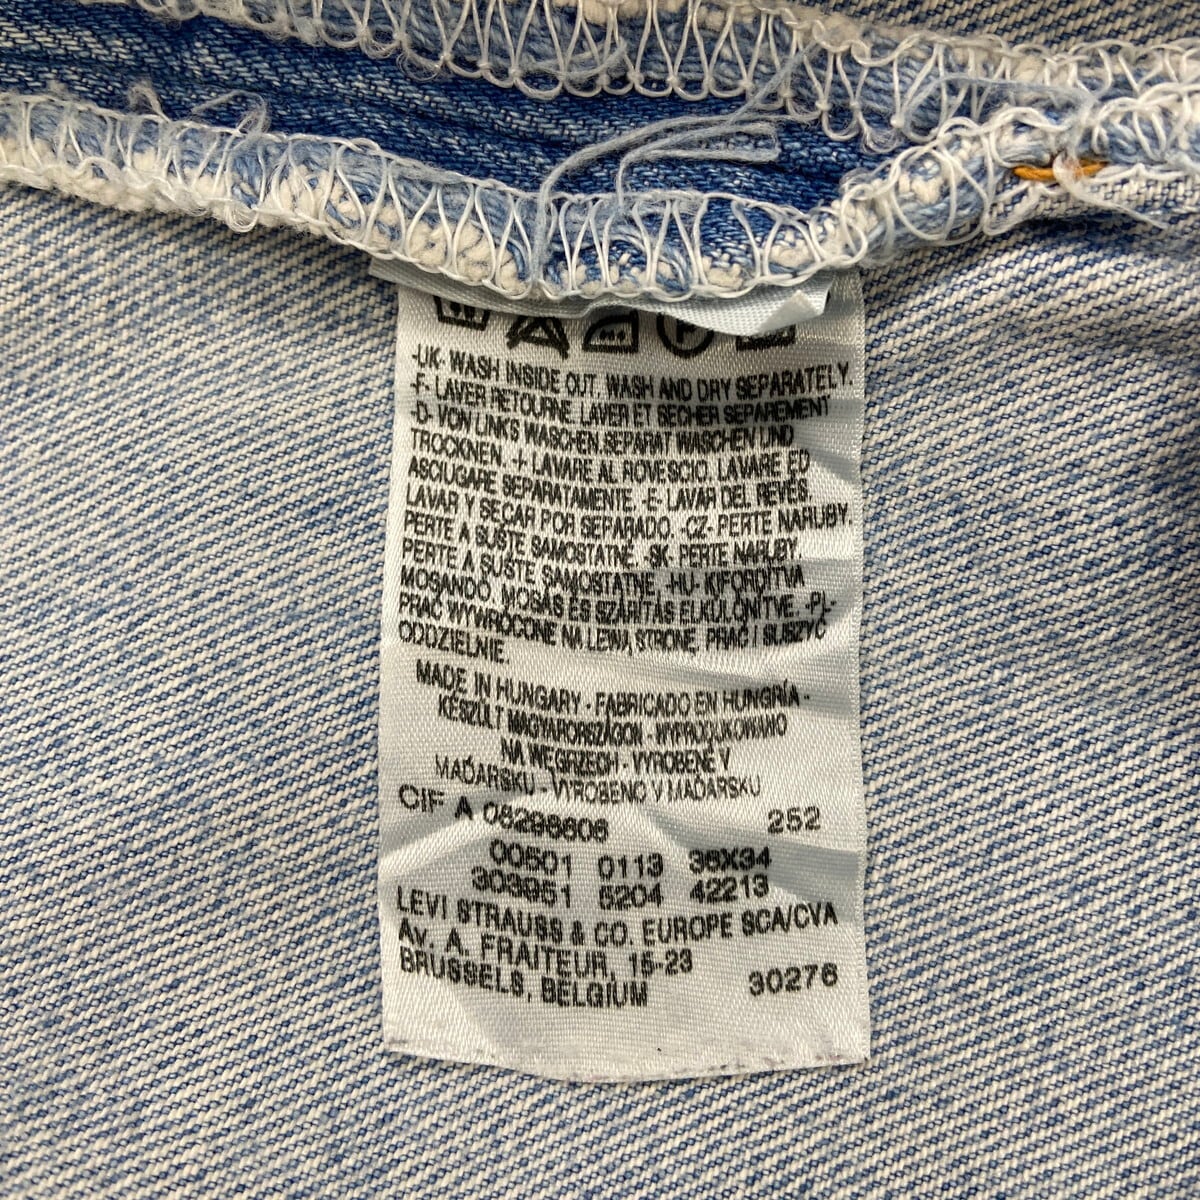 P
-UK- WASH INSIDE OUT. WASH AND DRY SEPARATELY.
-F- LAVER RETOURNE. LAVER ET SECHER SEPAREMENT
-D- VON LINKS WASCHEN. SEPARAT WASCHEN UND
TROCKNEN. -I- LAVARE AL ROVESCIO. LAVARE ED
ASCIUGARE SEPARATAMENTE. -E- LAVAR DEL REVES.
LAVAR Y SECAR POR SEPARADO. -CZ- PERTE NARUBY.
PERTE A SUSTE SAMOSTATNĚ. -SK- PERTE NARUBY.
PERTE A SUSTE SAMOSTATNE. -HU- KIFORDÍTVA
MOSANDÓ. MOSÁS ÉS SZÁRÍTÁS ELKÜLÖNÍTVE. -PL-
PRAĆ WYWRÓCONE NA LEWĄ STRONĘ. PRAĆ I SUSZYĆ
ODDZIELNIE.
MADE IN HUNGARY - FABRICADO EN HUNGRÍA -
KÉSZÜLT MAGYARORSZÁGON - WYPRODUKOWANO
NA WĘGRZECH - VYROBENÉ V
MAĎARSKU - VYROBENO V MAĎARSKU
CIF A 08298606 252
00501 0113 36X34
303951 5204 42213
LEVI STRAUSS & CO. EUROPE SCA/CVA
AV. A. FRAITEUR, 15-23
BRUSSELS, BELGIUM 30276